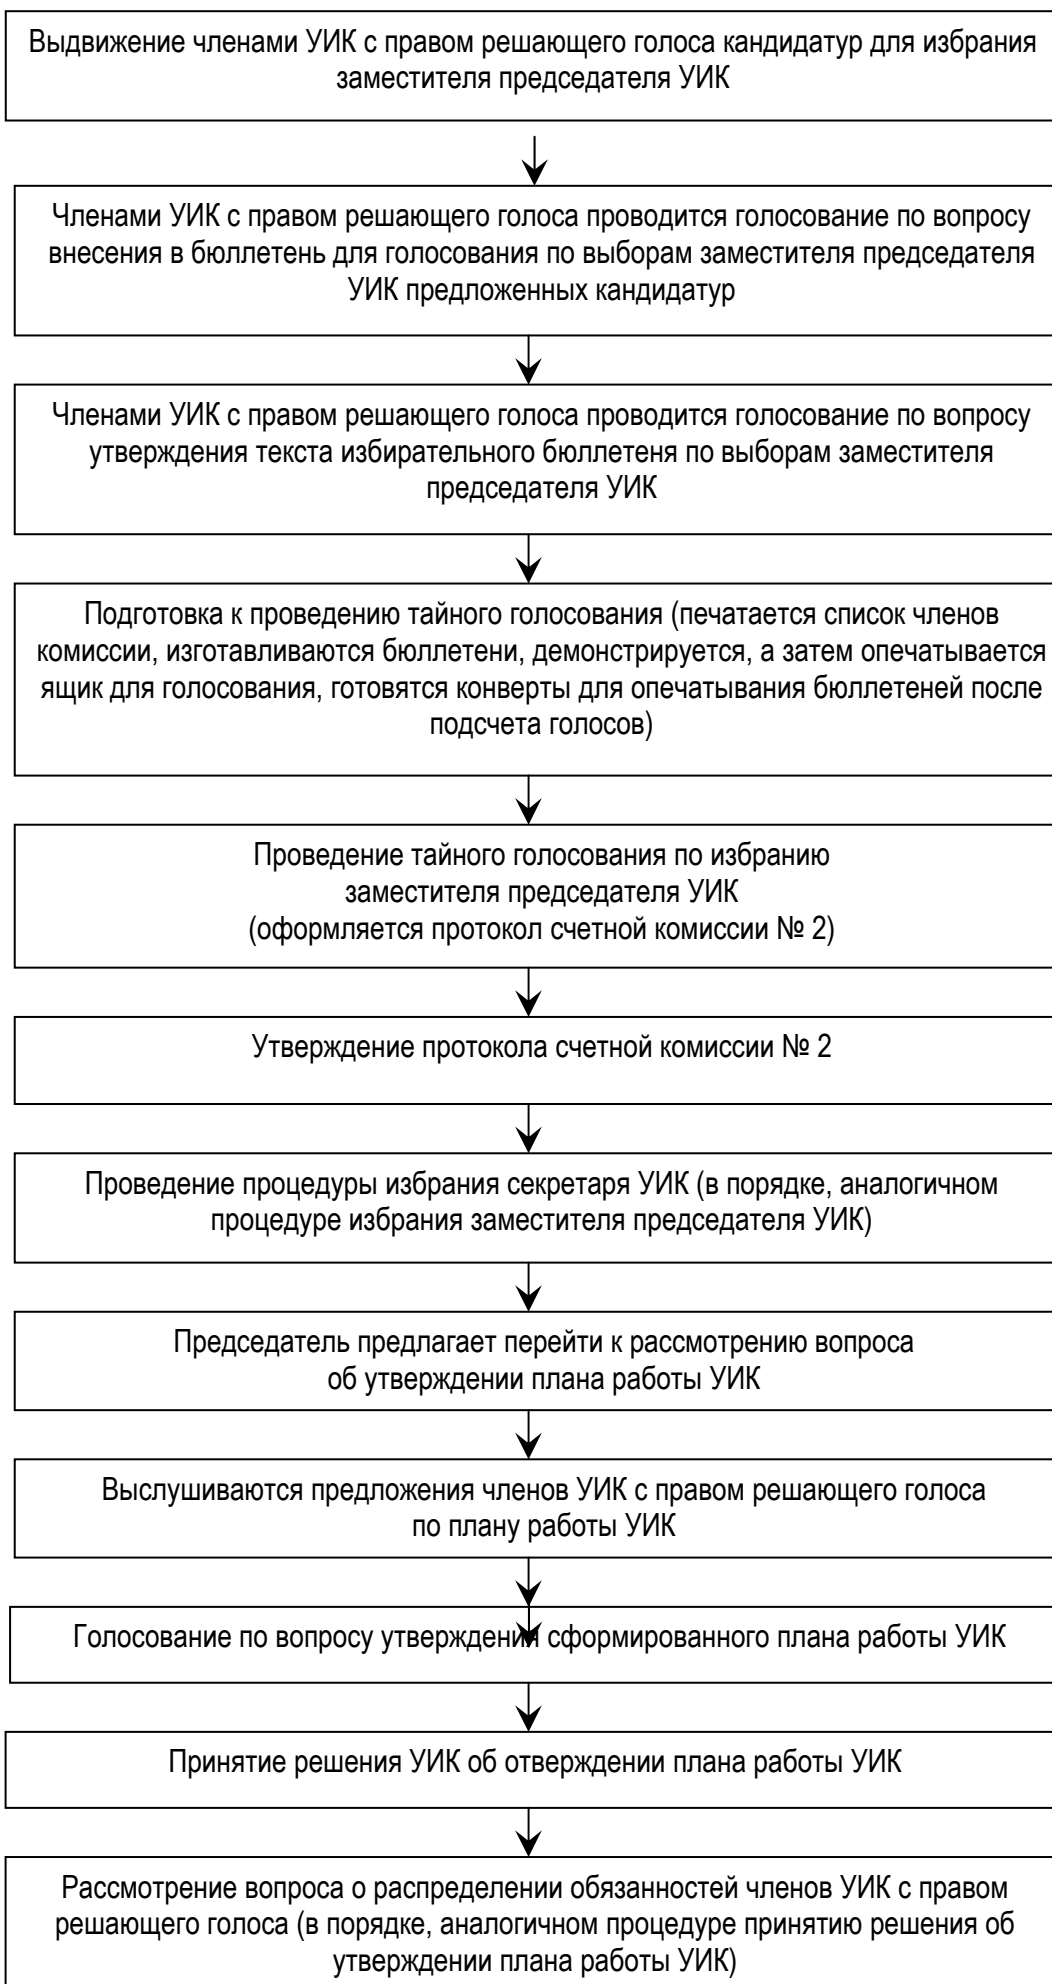 Выдвижение членами УИК с правом решающего голоса кандидатур для избрания
заместителя председателя УИК
Членами УИК с правом решающего голоса проводится голосование по вопросу
внесения в бюллетень для голосования по выборам заместителя председателя
УИК предложенных кандидатур
Членами УИК с правом решающего голоса проводится голосование по вопросу
утверждения текста избирательного бюллетеня по выборам заместителя
председателя УИК
Подготовка к проведению тайного голосования (печатается список членов
комиссии, изготавливаются бюллетени, демонстрируется, а затем опечатывается
ящик для голосования, готовятся конверты для опечатывания бюллетеней после
подсчета голосов)
Проведение тайного голосования по избранию
заместителя председателя УИК
(оформляется протокол счетной комиссии № 2)
Утверждение протокола счетной комиссии № 2
Проведение процедуры избрания секретаря УИК (в порядке, аналогичном
процедуре избрания заместителя председателя УИК)
Председатель предлагает перейти к рассмотрению вопроса
об утверждении плана работы УИК
Выслушиваются предложения членов УИК с правом решающего голоса
по плану работы УИК
Голосование по вопросу утверждения сформированного плана работы УИК
Принятие решения УИК об отверждении плана работы УИК
Рассмотрение вопроса о распределении обязанностей членов УИК с правом
решающего голоса (в порядке, аналогичном процедуре принятию решения об
утверждении плана работы УИК)